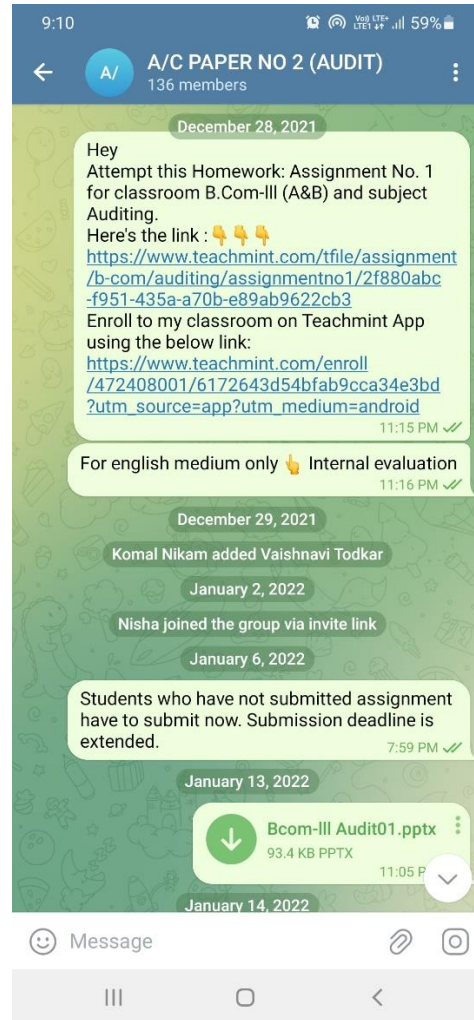 9:10
Vo)) LTE+ 59%
LTE1
A/
A/C PAPER NO 2 (AUDIT)
136 members
December 28, 2021
Hey
Attempt this Homework: Assignment No. 1
for classroom B.Com-lll (A&B) and subject
Auditing.
Here's the link :👇👇👇
https://www.teachmint.com/tfile/assignment
/b-com/auditing/assignmentno1/2f880abc
-f951-435a-a70b-e89ab9622cb3
Enroll to my classroom on Teachmint App
using the below link:
https://www.teachmint.com/enroll
/472408001/6172643d54bfab9cca34e3bd
?utm_source=app?utm_medium=android
11:15 PM
For english medium only 👆 Internal evaluation
11:16 PM
December 29, 2021
Komal Nikam added Vaishnavi Todkar
January 2, 2022
Nisha joined the group via invite link
January 6, 2022
Students who have not submitted assignment
have to submit now. Submission deadline is
extended.
7:59 PM
January 13, 2022
Bcom-lll Audit01.pptx
93.4 KB PPTX
11:05 P
January 14, 2022
Message